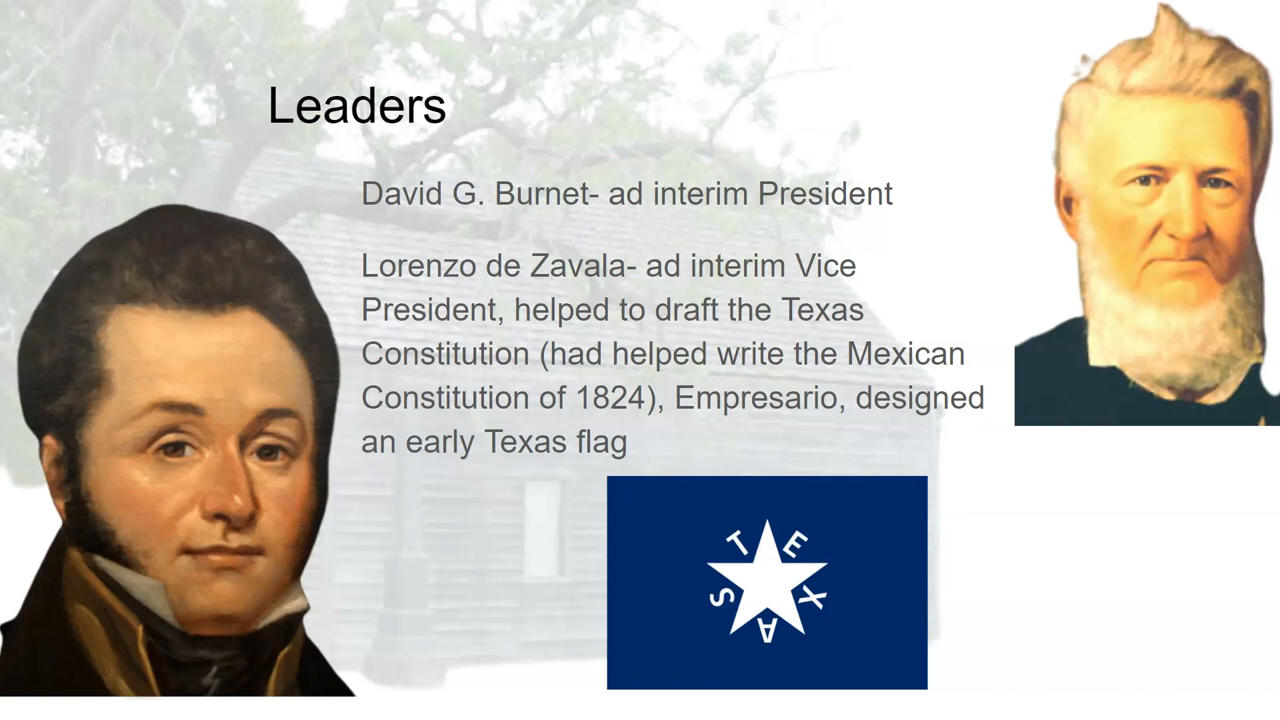 Leaders
David G. Burnet- ad interim President
Lorenzo de Zavala- ad interim Vice
President, helped to draft the Texas
Constitution (had helped write the Mexican
Constitution of 1824), Empresario, designed
an early Texas flag
T E X A S